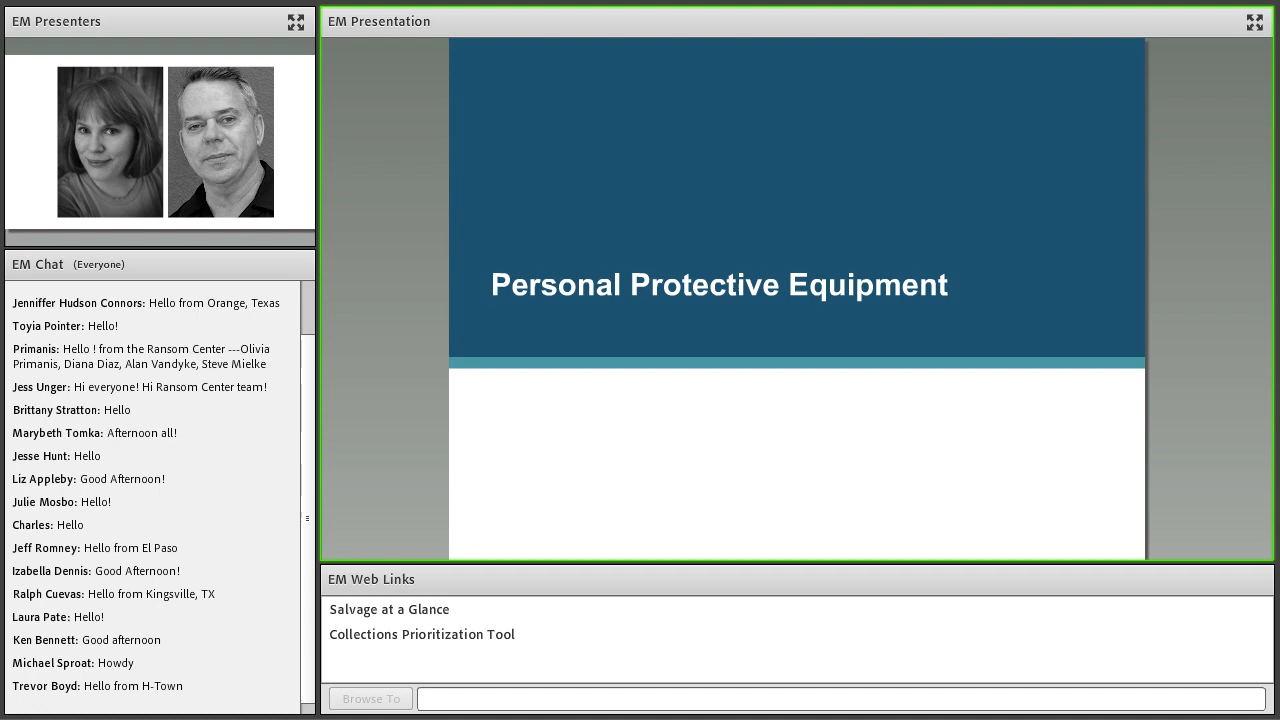 EM Presenters
EM Chat (Everyone)
Jenniffer Hudson Connors: Hello from Orange, Texas
Toyia Pointer: Hello!
Primanis: Hello ! from the Ransom Center ---Olivia
Primanis, Diana Diaz, Alan Vandyke, Steve Mielke
Jess Unger: Hi everyone! Hi Ransom Center team!
Brittany Stratton: Hello
Marybeth Tomka: Afternoon all!
Jesse Hunt: Hello
Liz Appleby: Good Afternoon!
Julie Mosbo: Hello!
Charles: Hello
Jeff Romney: Hello from El Paso
Izabella Dennis: Good Afternoon!
Ralph Cuevas: Hello from Kingsville, TX
Laura Pate: Hello!
Ken Bennett: Good afternoon
Michael Sproat: Howdy
Trevor Boyd: Hello from H-Town
EM Presentation
Personal Protective Equipment
EM Web Links
Salvage at a Glance
Collections Prioritization Tool
Browse To